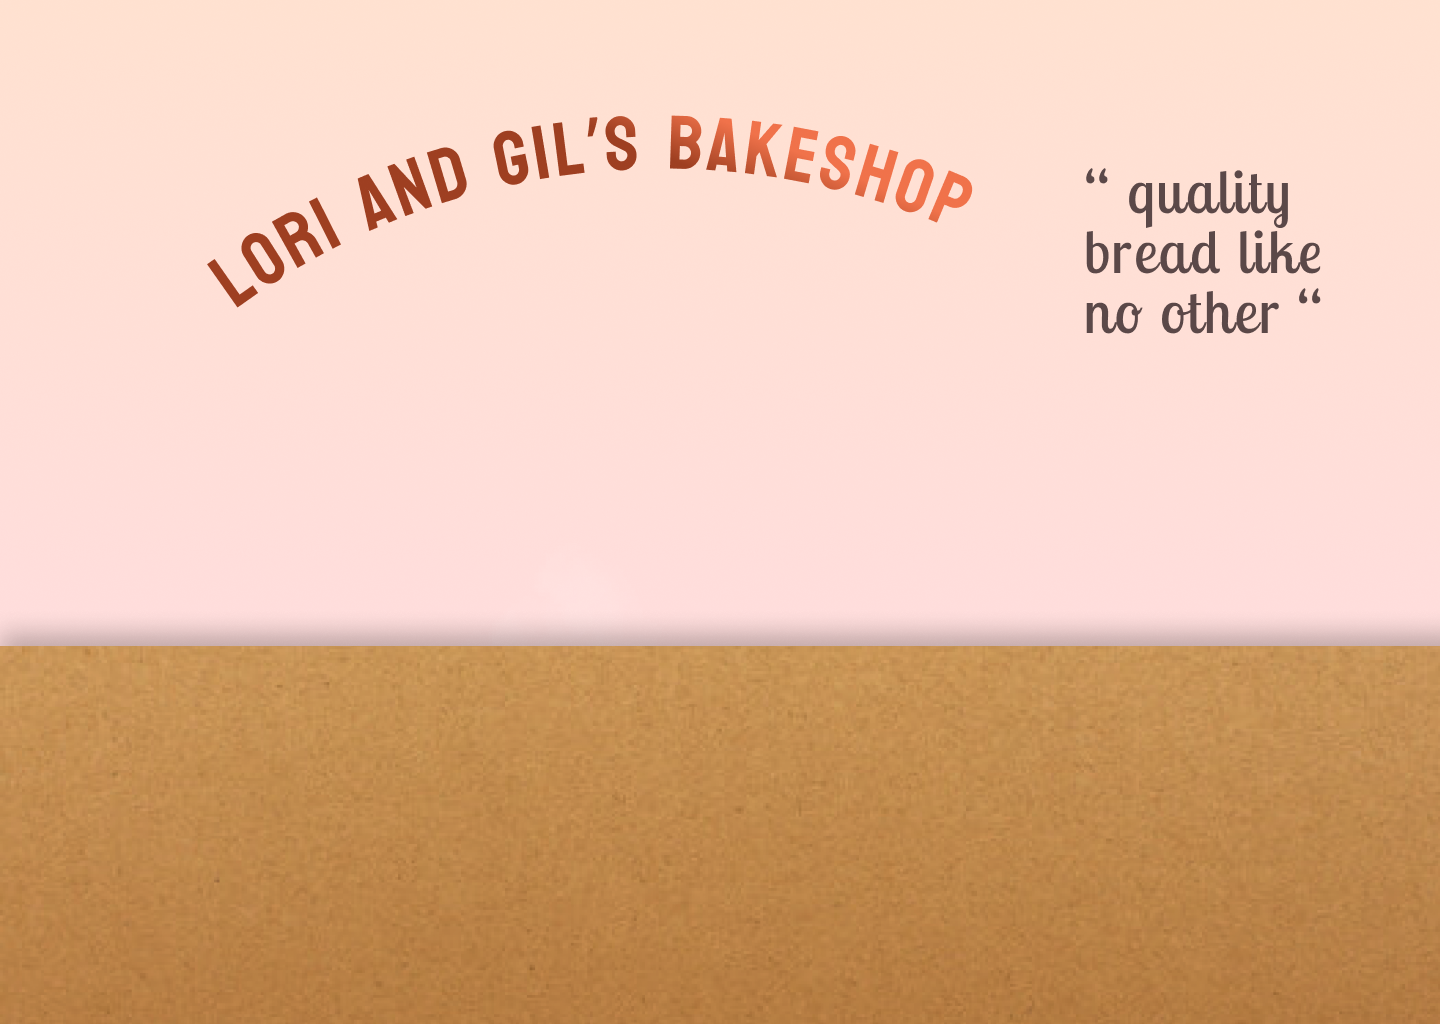 LORI AND GIL'S BAKESHOP
“ quality
bread like
no other “